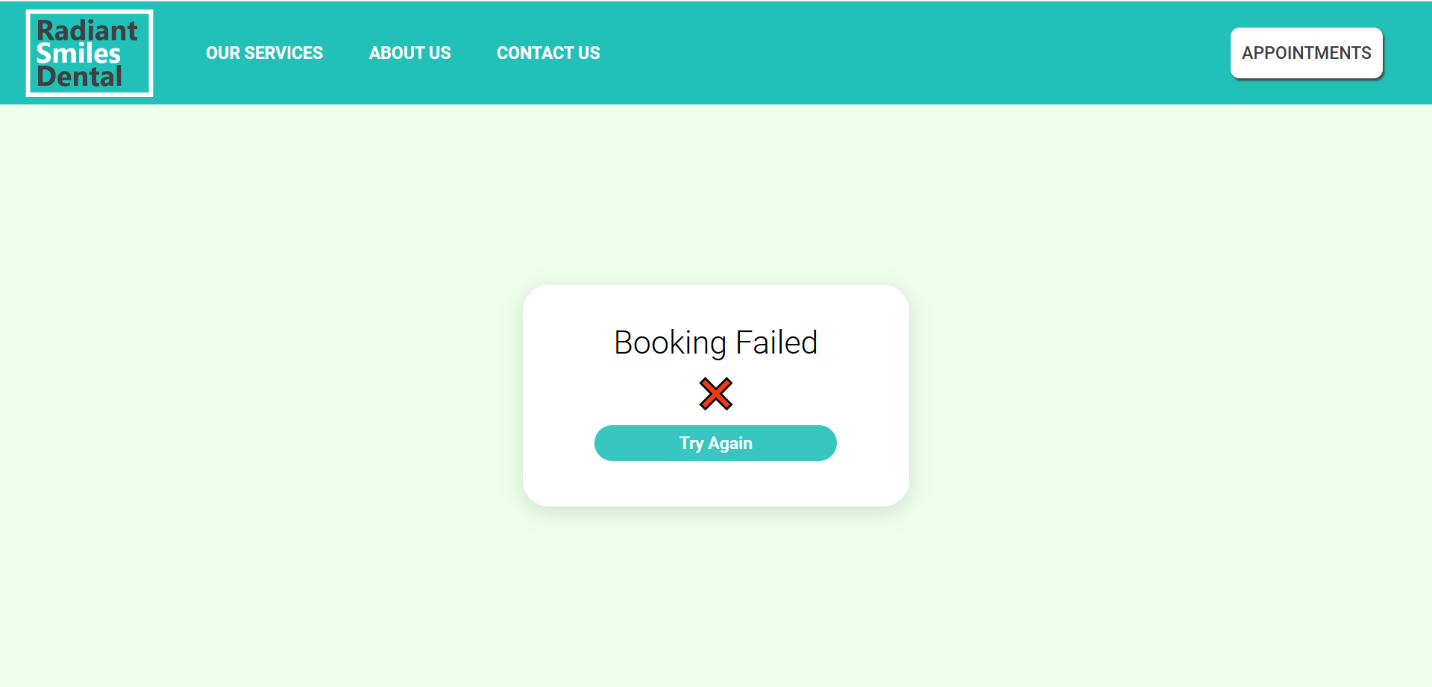 Radiant
Smiles
Dental
OUR SERVICES ABOUT US CONTACT US
APPOINTMENTS
Booking Failed
Try Again